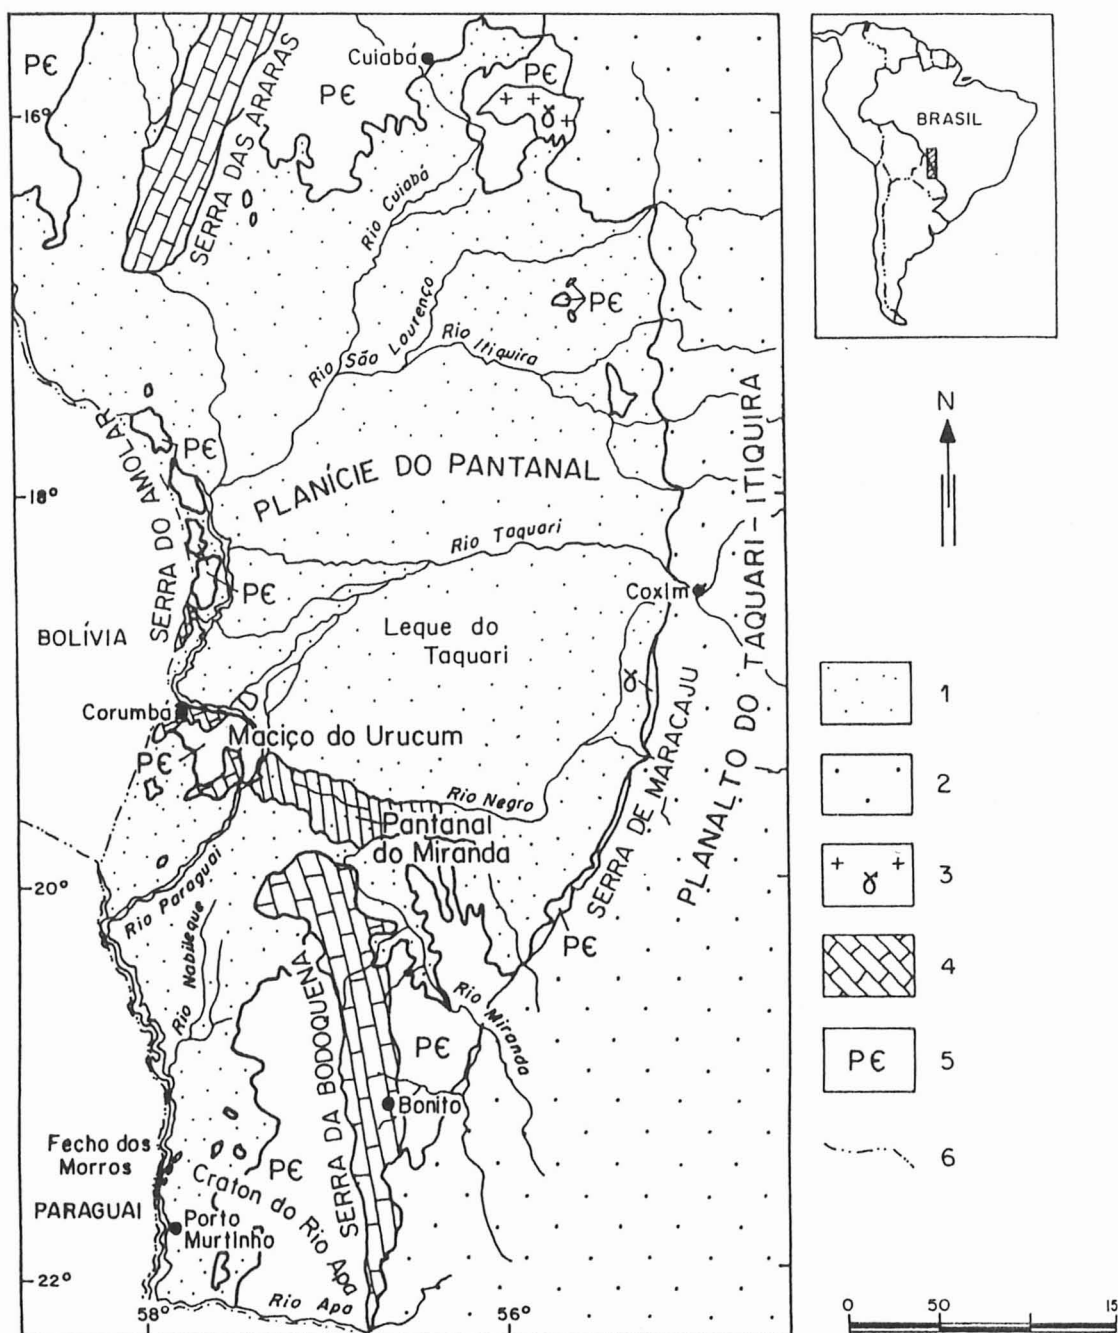 PЄ
SERRA DAS ARARAS
PЄ
Cuiabá
PЄ
+ + ɣ +
16°
Rio Cuiabá
Rio São Lourenço
Rio Itiquira
PЄ
SERRA DO AMOLAR
PЄ
18°
PLANÍCIE DO PANTANAL
Rio Taquari
PЄ
Coxim
BOLÍVIA
Leque do
Taquari
ɣ
Corumbá
Maciço do Urucum
PЄ
Rio Negro
Pantanal
do Miranda
SERRA DE MARACAJU
PLANALTO DO TAQUARI-ITIQUIRA
20°
Rio Paraguai
Rio Nabileque
PЄ
SERRA DA BODOQUENA
Rio Miranda
PЄ
Bonito
Fecho dos
Morros
PЄ
Craton do Rio Apa
PARAGUAI
Porto
Murtinho
22°
Rio Apa
58°
56°
BRASIL
N
1
2
+ ɣ + 3
4
PЄ 5
6
0 50 15